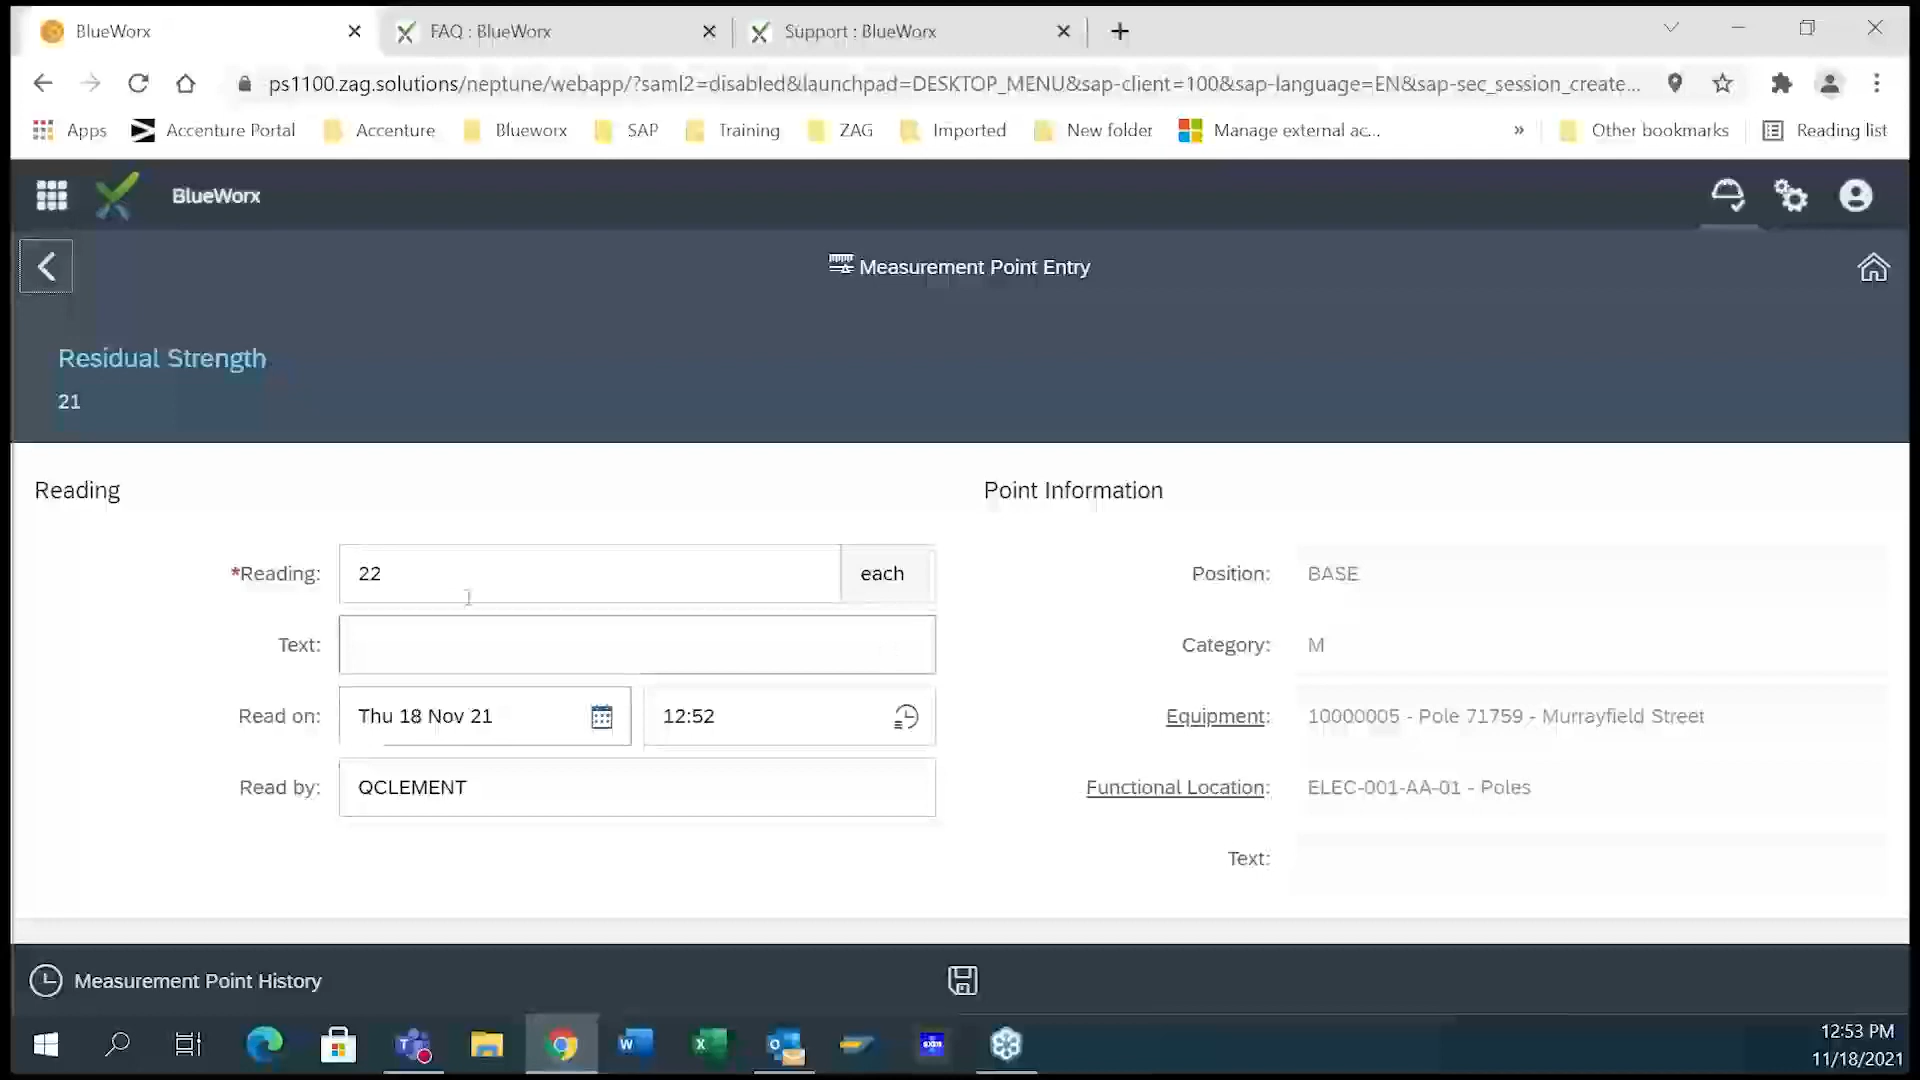 BlueWorx
FAQ : BlueWorx
Support : BlueWorx
ps1100.zag.solutions/neptune/webapp/?saml2=disabled&launchpad=DESKTOP_MENU&sap-client=100&sap-language=EN&sap-sec_session_create...
Apps
Accenture Portal
Accenture
Blueworx
SAP
Training
ZAG
Imported
New folder
Manage external ac...
»
Other bookmarks
Reading list
BlueWorx
Measurement Point Entry
Residual Strength
21
Reading
*Reading: 22 each
Text:
Read on: Thu 18 Nov 21 12:52
Read by: QCLEMENT
Point Information
Position: BASE
Category: M
Equipment: 10000005 - Pole 71759 - Murrayfield Street
Functional Location: ELEC-001-AA-01 - Poles
Text:
Measurement Point History
12:53 PM
11/18/2021